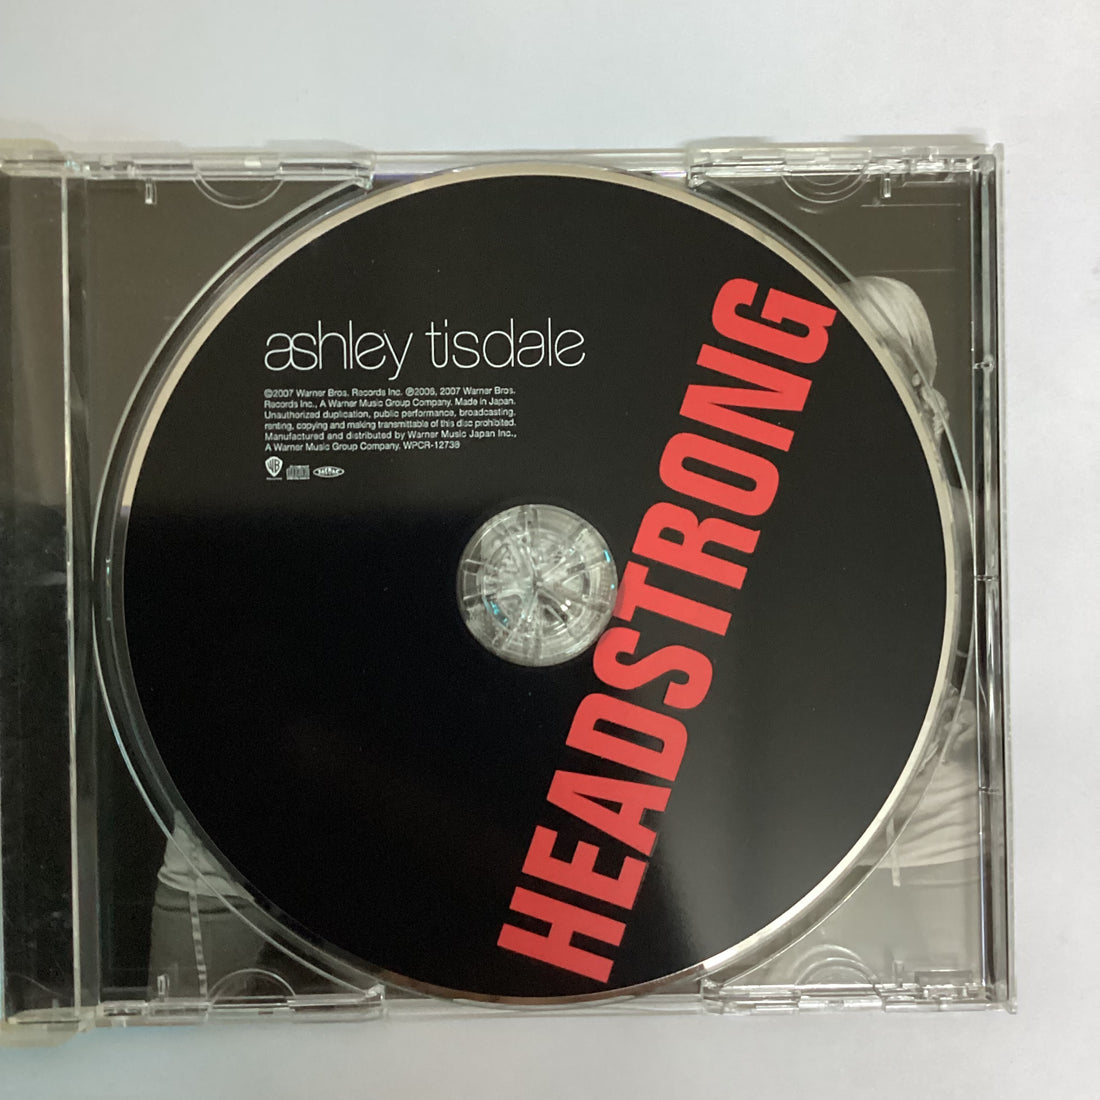 ashley tisdale
©2007 Warner Bros. Records Inc. ℗2006, 2007 Warner Bros.
Records Inc., A Warner Music Group Company. Made in Japan.
Unauthorized duplication, public performance, broadcasting,
renting, copying and making transmittable of this disc prohibited.
Manufactured and distributed by Warner Music Japan Inc.,
A Warner Music Group Company. WPCR-12739
WB
HEADSTRONG